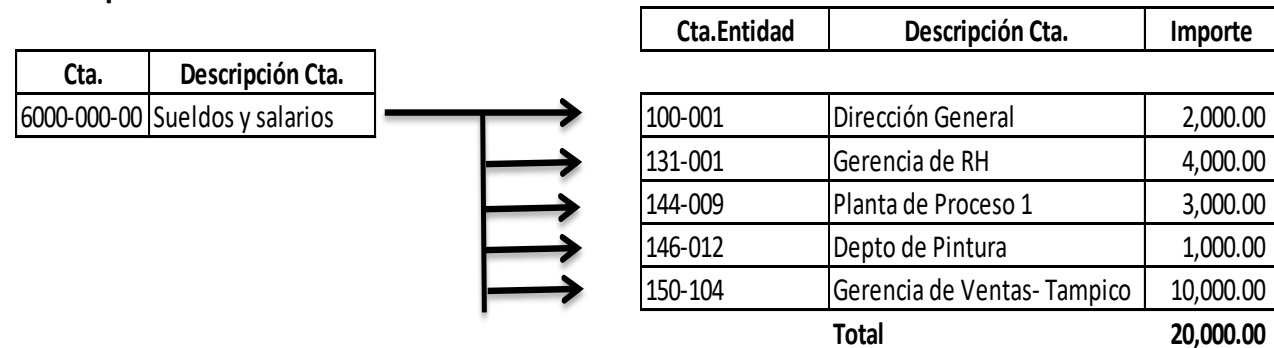 Cta.Entidad Descripción Cta. Importe
Cta. Descripción Cta.
6000-000-00 Sueldos y salarios
100-001 Dirección General 2,000.00
131-001 Gerencia de RH 4,000.00
144-009 Planta de Proceso 1 3,000.00
146-012 Depto de Pintura 1,000.00
150-104 Gerencia de Ventas- Tampico 10,000.00
Total 20,000.00